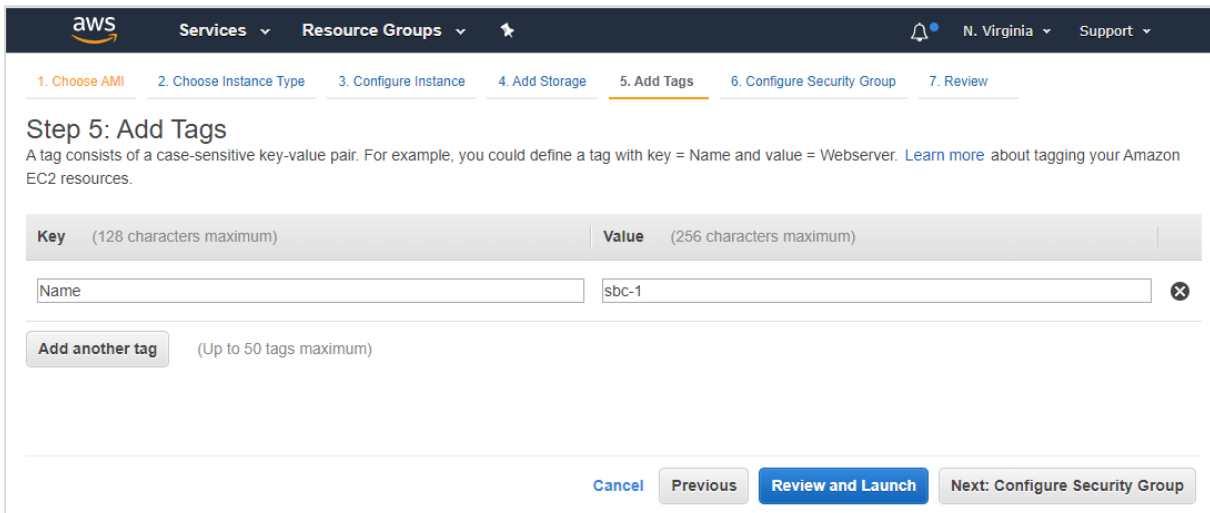 aws Services Resource Groups N. Virginia Support
1. Choose AMI 2. Choose Instance Type 3. Configure Instance 4. Add Storage 5. Add Tags 6. Configure Security Group 7. Review
Step 5: Add Tags
A tag consists of a case-sensitive key-value pair. For example, you could define a tag with key = Name and value = Webserver. Learn more about tagging your Amazon
EC2 resources.
Key (128 characters maximum) Value (256 characters maximum)
Name sbc-1
Add another tag (Up to 50 tags maximum)
Cancel Previous Review and Launch Next: Configure Security Group